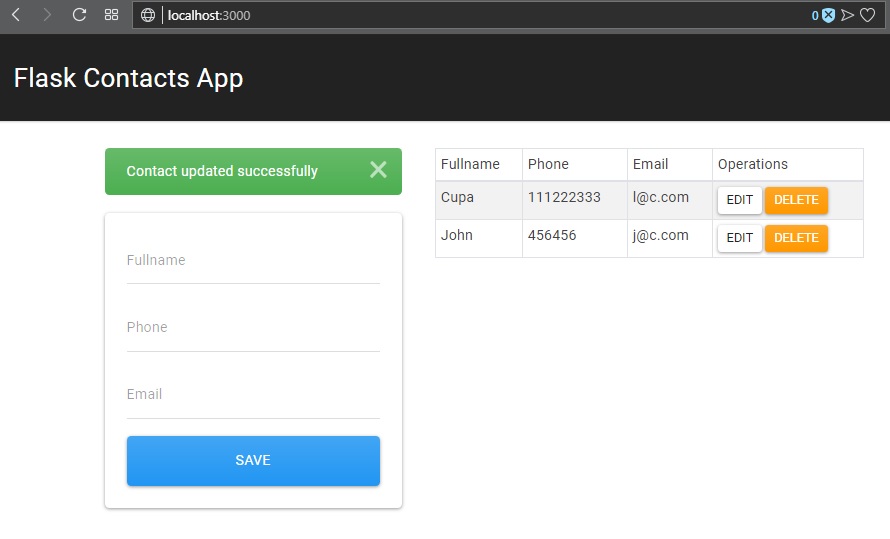 localhost:3000
0
Flask Contacts App
Contact updated successfully
Fullname
Phone
Email
SAVE
Fullname Phone Email Operations
Cupa 111222333 l@c.com EDIT DELETE
John 456456 j@c.com EDIT DELETE